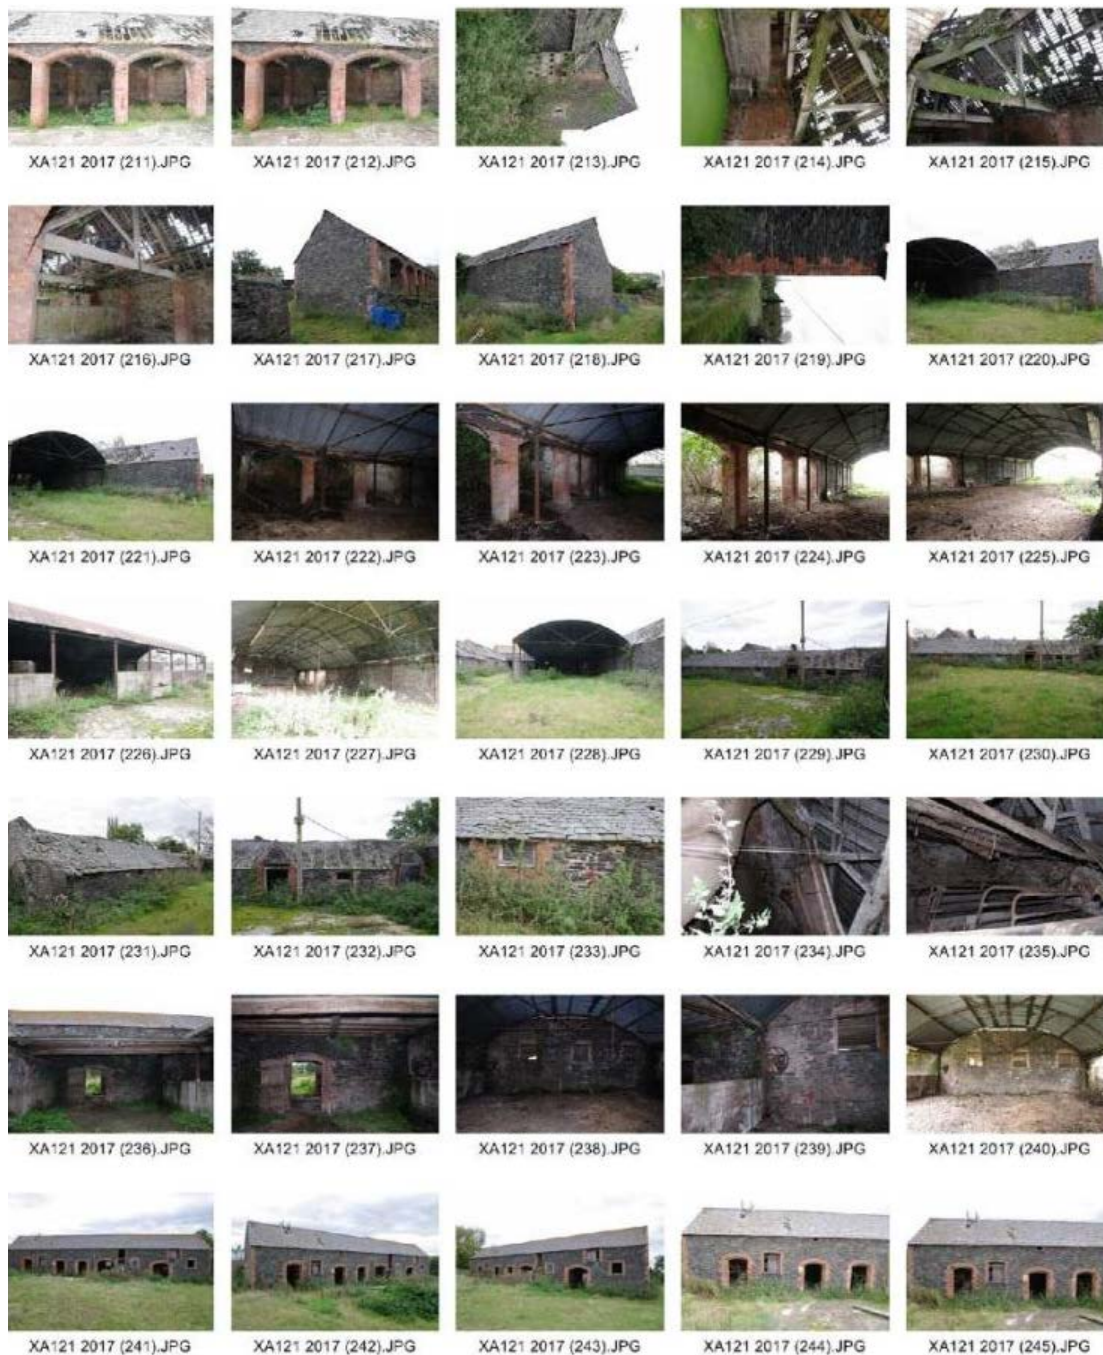 XA121 2017 (211).JPG XA121 2017 (212).JPG XA121 2017 (213).JPG XA121 2017 (214).JPG XA121 2017 (215).JPG
XA121 2017 (216).JPG XA121 2017 (217).JPG XA121 2017 (218).JPG XA121 2017 (219).JPG XA121 2017 (220).JPG
XA121 2017 (221).JPG XA121 2017 (222).JPG XA121 2017 (223).JPG XA121 2017 (224).JPG XA121 2017 (225).JPG
XA121 2017 (226).JPG XA121 2017 (227).JPG XA121 2017 (228).JPG XA121 2017 (229).JPG XA121 2017 (230).JPG
XA121 2017 (231).JPG XA121 2017 (232).JPG XA121 2017 (233).JPG XA121 2017 (234).JPG XA121 2017 (235).JPG
XA121 2017 (236).JPG XA121 2017 (237).JPG XA121 2017 (238).JPG XA121 2017 (239).JPG XA121 2017 (240).JPG
XA121 2017 (241).JPG XA121 2017 (242).JPG XA121 2017 (243).JPG XA121 2017 (244).JPG XA121 2017 (245).JPG